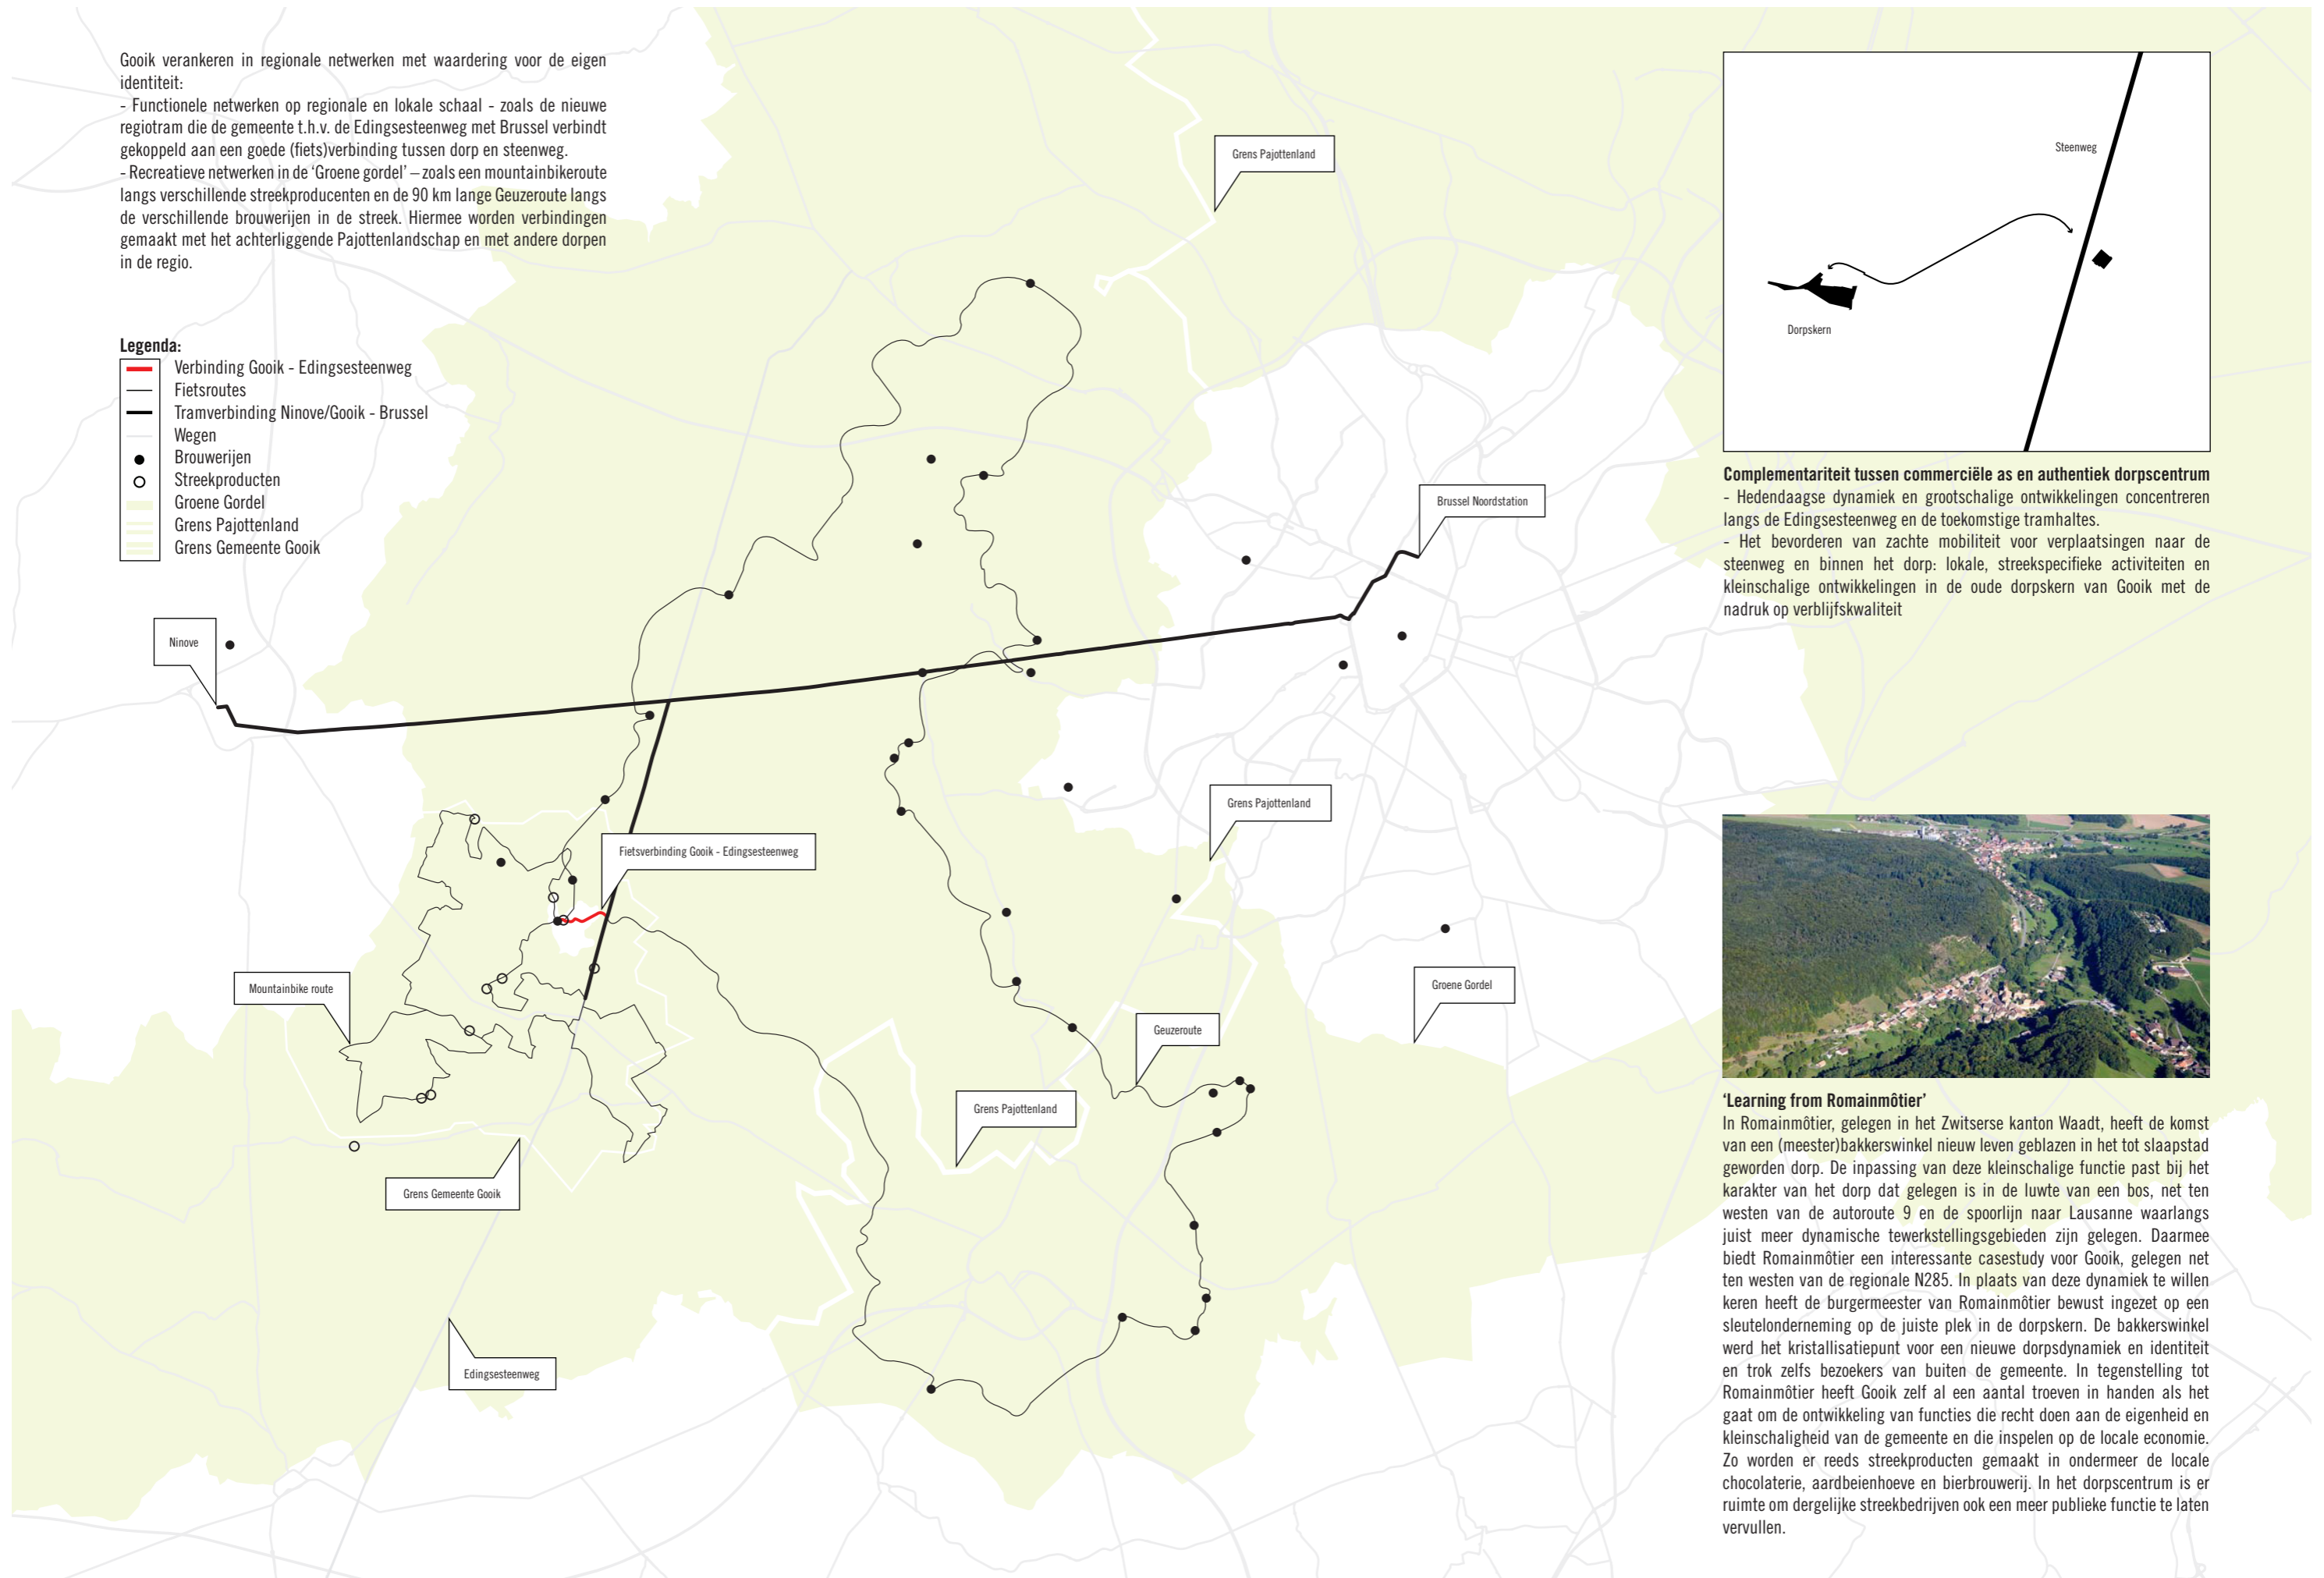 Gooik verankeren in regionale netwerken met waardering voor de eigen
identiteit:
- Functionele netwerken op regionale en lokale schaal - zoals de nieuwe
regiotram die de gemeente t.h.v. de Edingsesteenweg met Brussel verbindt
gekoppeld aan een goede (fiets)verbinding tussen dorp en steenweg.
- Recreatieve netwerken in de ‘Groene gordel’ – zoals een mountainbikeroute
langs verschillende streekproducenten en de 90 km lange Geuzeroute langs
de verschillende brouwerijen in de streek. Hiermee worden verbindingen
gemaakt met het achterliggende Pajottenlandschap en met andere dorpen
in de regio.
Legenda:
Verbinding Gooik - Edingsesteenweg
Fietsroutes
Tramverbinding Ninove/Gooik - Brussel
Wegen
Brouwerijen
Streekproducten
Groene Gordel
Grens Pajottenland
Grens Gemeente Gooik
Grens Pajottenland
Brussel Noordstation
Ninove
Grens Pajottenland
Fietsverbinding Gooik - Edingsesteenweg
Mountainbike route
Groene Gordel
Geuzeroute
Grens Pajottenland
Grens Gemeente Gooik
Edingsesteenweg
Steenweg
Dorpskern
Complementariteit tussen commerciële as en authentiek dorpscentrum
- Hedendaagse dynamiek en grootschalige ontwikkelingen concentreren
langs de Edingsesteenweg en de toekomstige tramhaltes.
- Het bevorderen van zachte mobiliteit voor verplaatsingen naar de
steenweg en binnen het dorp: lokale, streekspecifieke activiteiten en
kleinschalige ontwikkelingen in de oude dorpskern van Gooik met de
nadruk op verblijfskwaliteit
‘Learning from Romainmôtier’
In Romainmôtier, gelegen in het Zwitserse kanton Waadt, heeft de komst
van een (meester)bakkerswinkel nieuw leven geblazen in het tot slaapstad
geworden dorp. De inpassing van deze kleinschalige functie past bij het
karakter van het dorp dat gelegen is in de luwte van een bos, net ten
westen van de autoroute 9 en de spoorlijn naar Lausanne waarlangs
juist meer dynamische tewerkstellingsgebieden zijn gelegen. Daarmee
biedt Romainmôtier een interessante casestudy voor Gooik, gelegen net
ten westen van de regionale N285. In plaats van deze dynamiek te willen
keren heeft de burgermeester van Romainmôtier bewust ingezet op een
sleutelonderneming op de juiste plek in de dorpskern. De bakkerswinkel
werd het kristallisatiepunt voor een nieuwe dorpsdynamiek en identiteit
en trok zelfs bezoekers van buiten de gemeente. In tegenstelling tot
Romainmôtier heeft Gooik zelf al een aantal troeven in handen als het
gaat om de ontwikkeling van functies die recht doen aan de eigenheid en
kleinschaligheid van de gemeente en die inspelen op de locale economie.
Zo worden er reeds streekproducten gemaakt in ondermeer de locale
chocolaterie, aardbeienhoeve en bierbrouwerij. In het dorpscentrum is er
ruimte om dergelijke streekbedrijven ook een meer publieke functie te laten
vervullen.